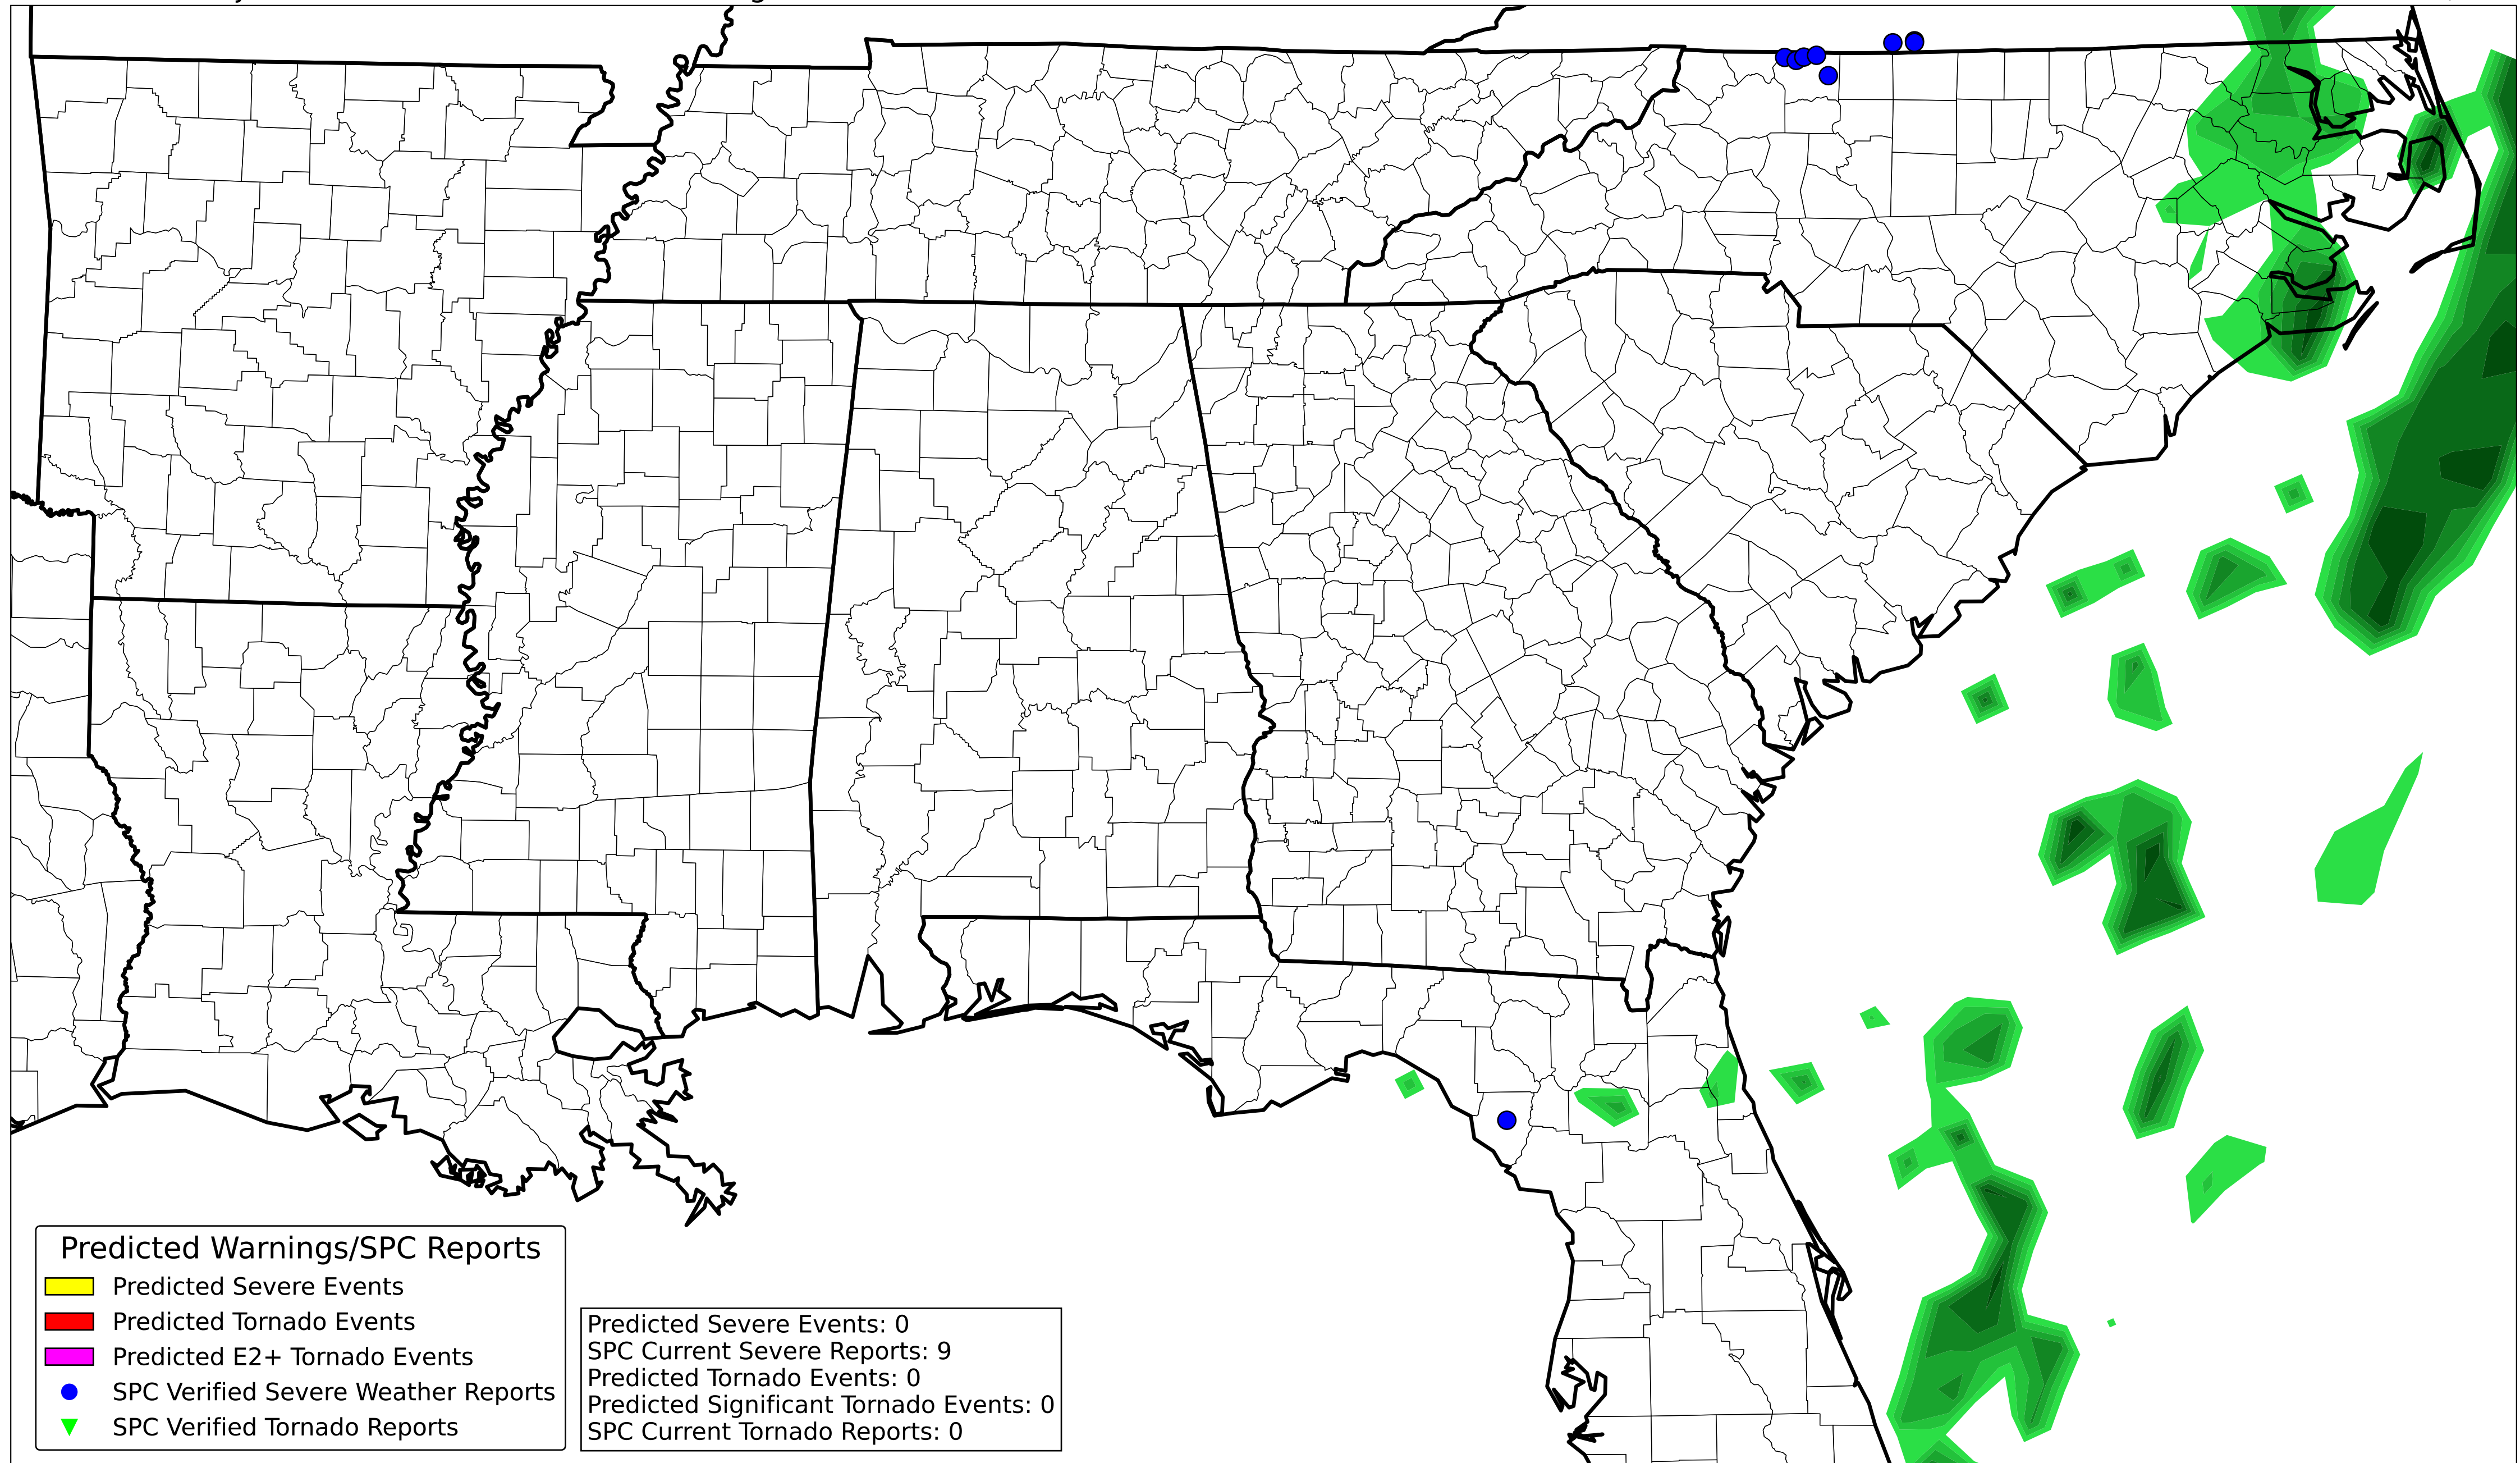 Predicted Warnings/SPC Reports
Predicted Severe Events
Predicted Tornado Events
Predicted E2+ Tornado Events
SPC Verified Severe Weather Reports
SPC Verified Tornado Reports
Predicted Severe Events: 0
SPC Current Severe Reports: 9
Predicted Tornado Events: 0
Predicted Significant Tornado Events: 0
SPC Current Tornado Reports: 0